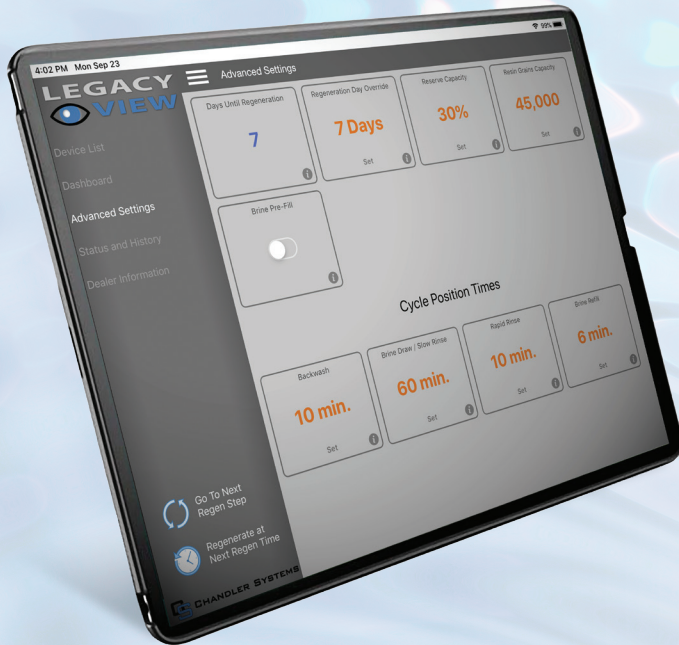 4:02 PM Mon Sep 23
99%
LEGACY
VIEW
Advanced Settings
Device List
Dashboard
Advanced Settings
Status and History
Dealer Information
Days Until Regeneration
7
Regeneration Day Override
7 Days
Set
Reserve Capacity
30%
Set
Resin Grains Capacity
45,000
Set
Brine Pre-Fill
Cycle Position Times
Backwash
10 min.
Set
Brine Draw / Slow Rinse
60 min.
Set
Rapid Rinse
10 min.
Set
Brine Refill
6 min.
Set
Go To Next
Regen Step
Regenerate at
Next Regen Time
CS CHANDLER SYSTEMS